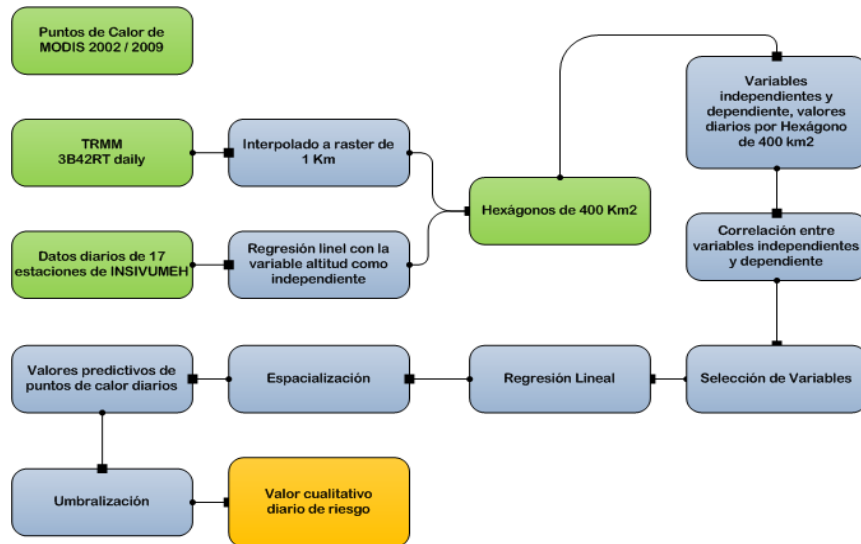 Puntos de Calor de
MODIS 2002 / 2009
TRMM
3B42RT daily
Interpolado a raster de
1 Km
Datos diarios de 17
estaciones de INSIVUMEH
Regresión linel con la
variable altitud como
independiente
Hexágonos de 400 Km2
Variables
independientes y
dependiente, valores
diarios por Hexágono
de 400 km2
Correlación entre
variables independientes
y dependiente
Selección de Variables
Regresión Lineal
Espacialización
Valores predictivos de
puntos de calor diarios
Umbralización
Valor cualitativo
diario de riesgo